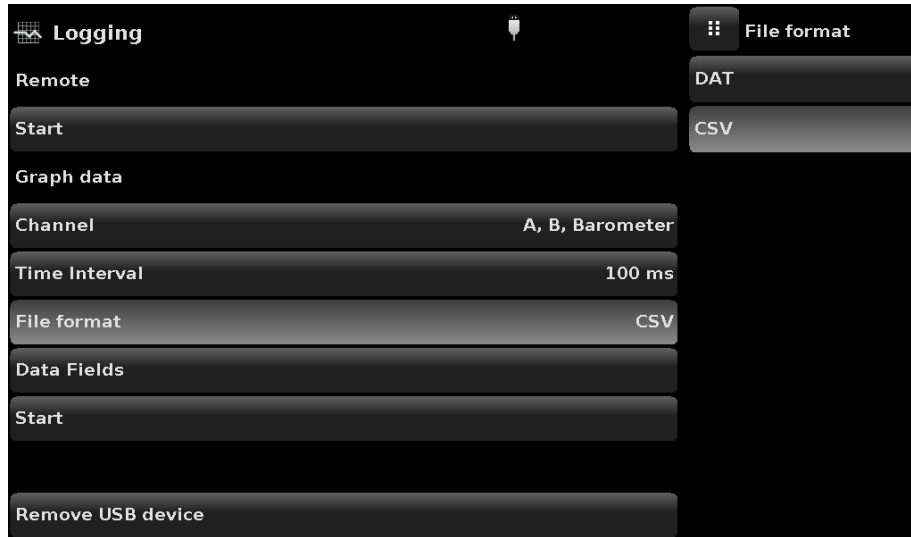 Logging
Remote
Start
Graph data
Channel A, B, Barometer
Time Interval 100 ms
File format CSV
Data Fields
Start
Remove USB device
File format
DAT
CSV